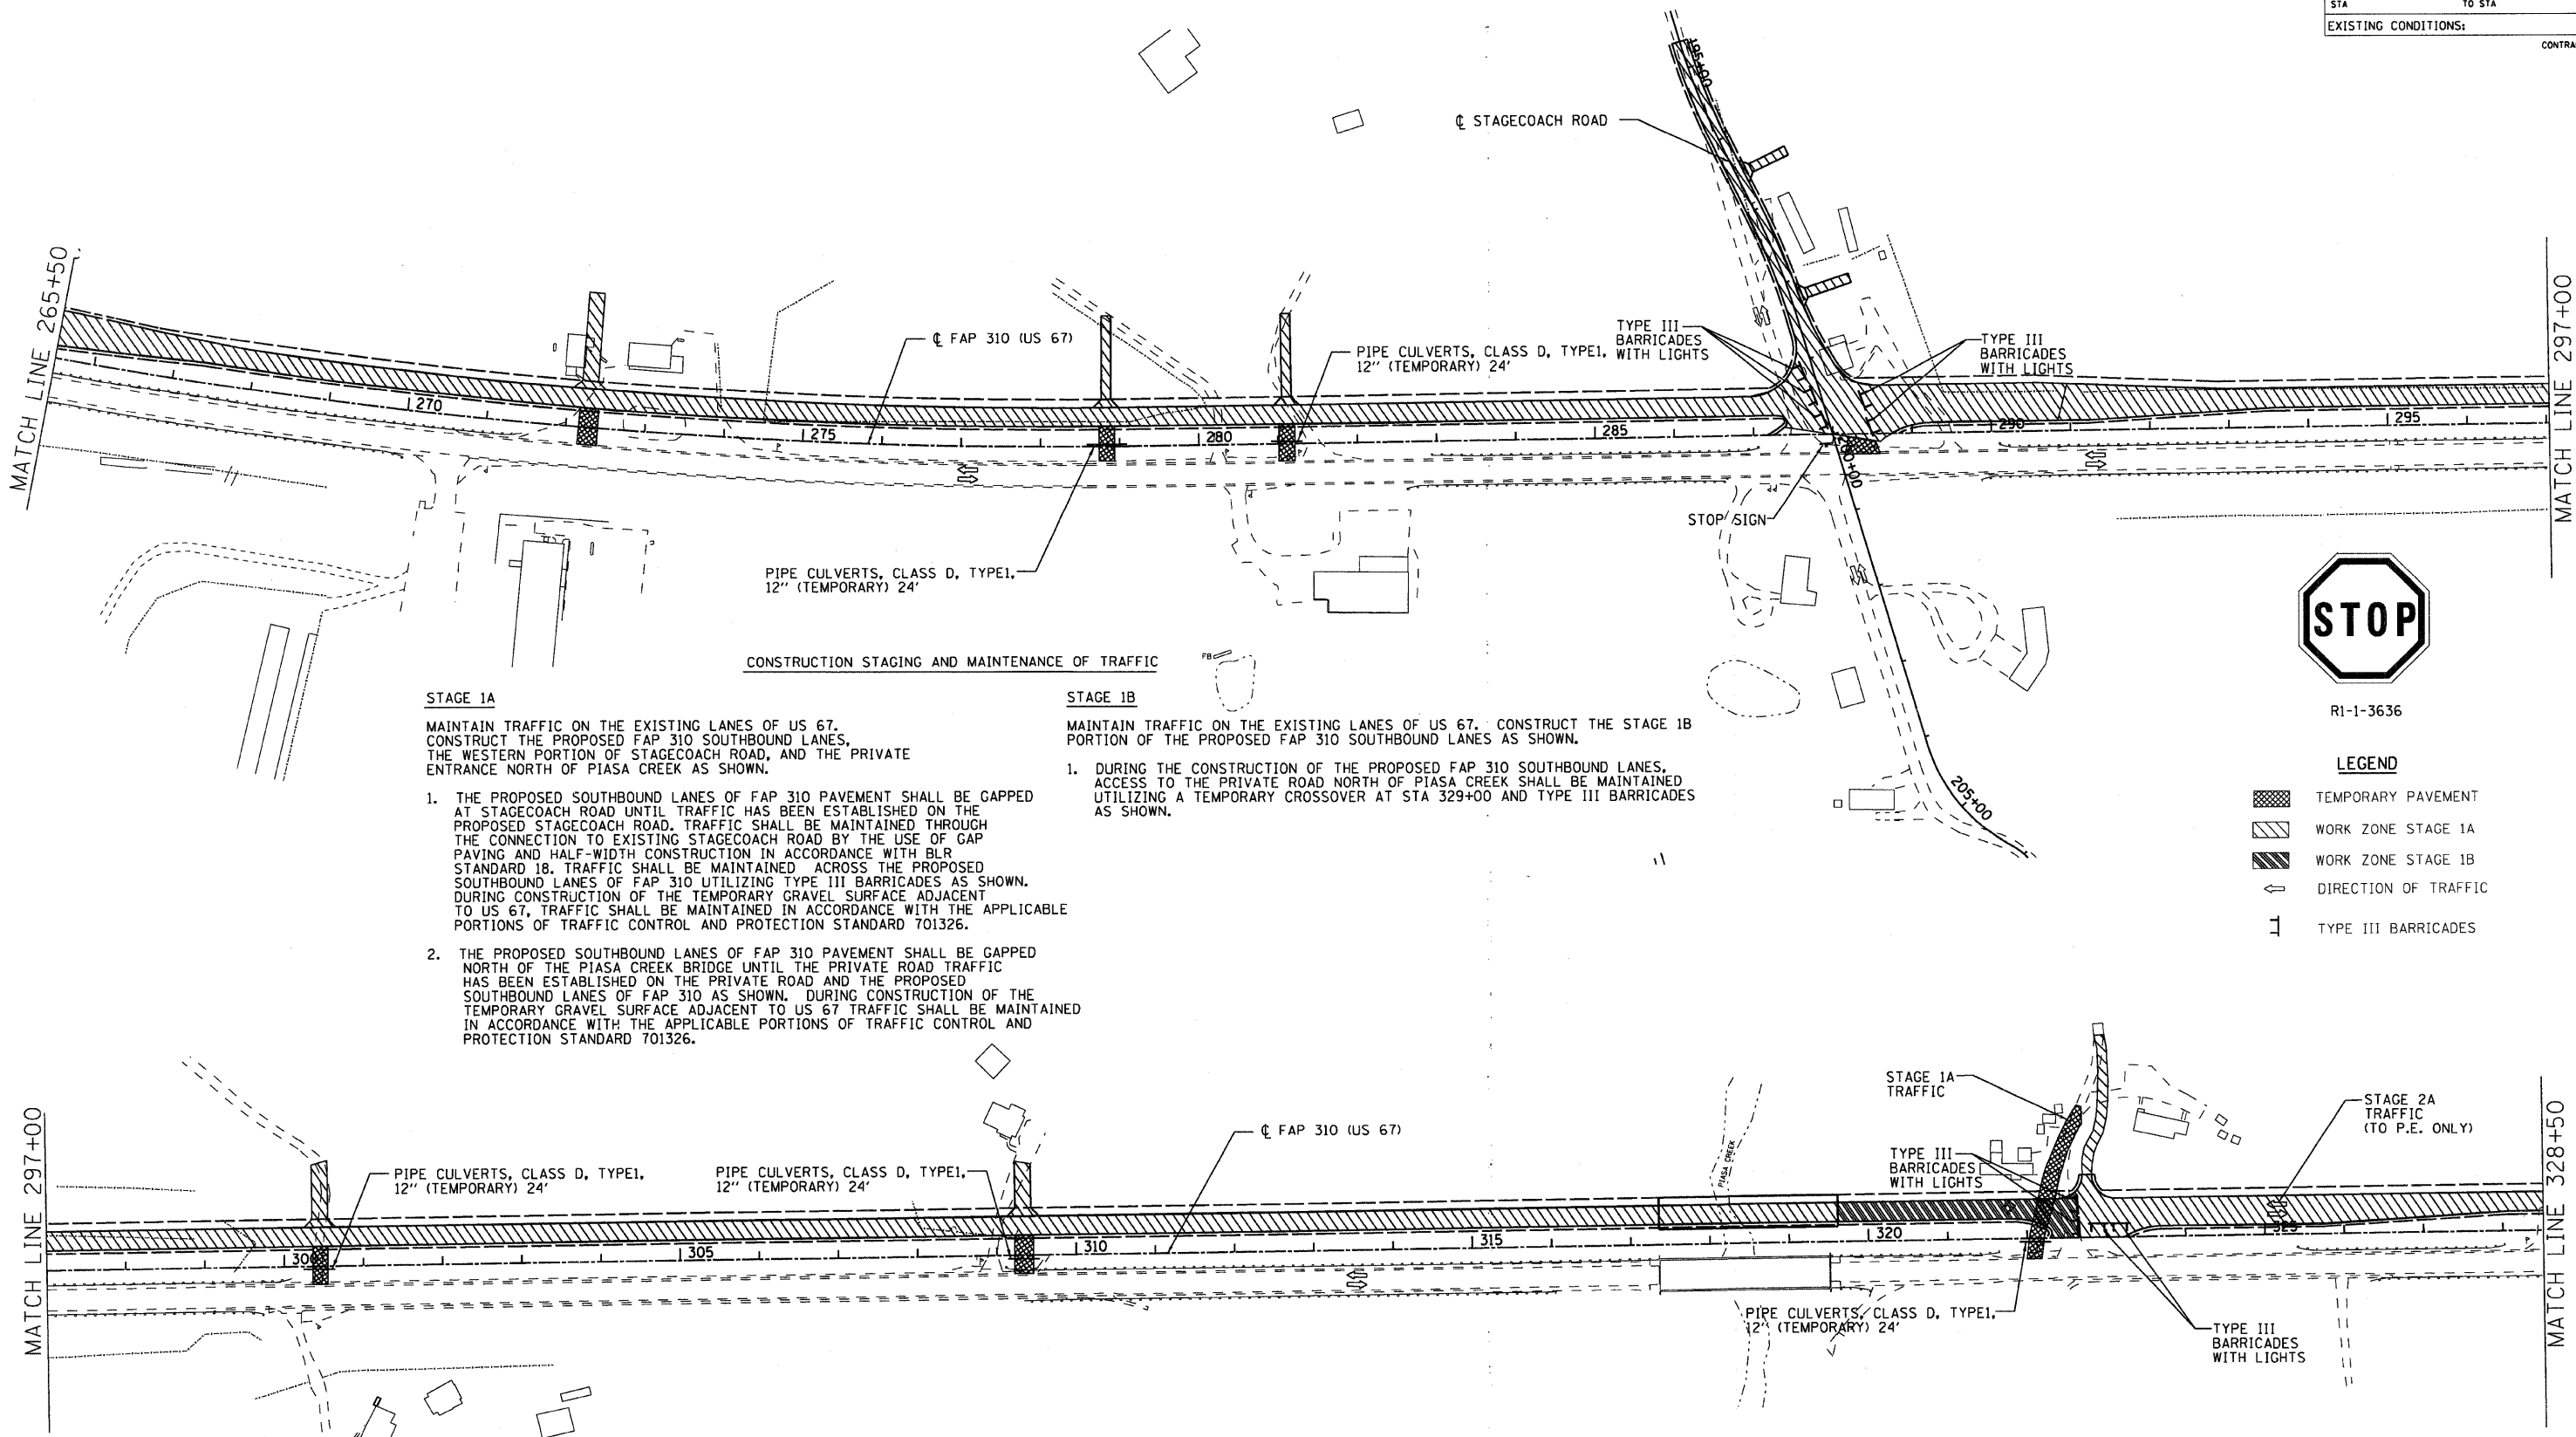 STA TO STA
EXISTING CONDITIONS:
℄ STAGECOACH ROAD
195+00
MATCH LINE 265+50
℄ FAP 310 (US 67)
PIPE CULVERTS, CLASS D, TYPE1,
12" (TEMPORARY) 24'
TYPE III
BARRICADES
WITH LIGHTS
TYPE III
BARRICADES
WITH LIGHTS
MATCH LINE 297+00
270
275
280
285
290
295
200+00
STOP SIGN
PIPE CULVERTS, CLASS D, TYPE1,
12" (TEMPORARY) 24'
205+00
CONSTRUCTION STAGING AND MAINTENANCE OF TRAFFIC
FB
STAGE 1A
MAINTAIN TRAFFIC ON THE EXISTING LANES OF US 67.
CONSTRUCT THE PROPOSED FAP 310 SOUTHBOUND LANES,
THE WESTERN PORTION OF STAGECOACH ROAD, AND THE PRIVATE
ENTRANCE NORTH OF PIASA CREEK AS SHOWN.
1. THE PROPOSED SOUTHBOUND LANES OF FAP 310 PAVEMENT SHALL BE GAPPED
AT STAGECOACH ROAD UNTIL TRAFFIC HAS BEEN ESTABLISHED ON THE
PROPOSED STAGECOACH ROAD. TRAFFIC SHALL BE MAINTAINED THROUGH
THE CONNECTION TO EXISTING STAGECOACH ROAD BY THE USE OF GAP
PAVING AND HALF-WIDTH CONSTRUCTION IN ACCORDANCE WITH BLR
STANDARD 18. TRAFFIC SHALL BE MAINTAINED ACROSS THE PROPOSED
SOUTHBOUND LANES OF FAP 310 UTILIZING TYPE III BARRICADES AS SHOWN.
DURING CONSTRUCTION OF THE TEMPORARY GRAVEL SURFACE ADJACENT
TO US 67, TRAFFIC SHALL BE MAINTAINED IN ACCORDANCE WITH THE APPLICABLE
PORTIONS OF TRAFFIC CONTROL AND PROTECTION STANDARD 701326.
2. THE PROPOSED SOUTHBOUND LANES OF FAP 310 PAVEMENT SHALL BE GAPPED
NORTH OF THE PIASA CREEK BRIDGE UNTIL THE PRIVATE ROAD TRAFFIC
HAS BEEN ESTABLISHED ON THE PRIVATE ROAD AND THE PROPOSED
SOUTHBOUND LANES OF FAP 310 AS SHOWN. DURING CONSTRUCTION OF THE
TEMPORARY GRAVEL SURFACE ADJACENT TO US 67 TRAFFIC SHALL BE MAINTAINED
IN ACCORDANCE WITH THE APPLICABLE PORTIONS OF TRAFFIC CONTROL AND
PROTECTION STANDARD 701326.
STAGE 1B
MAINTAIN TRAFFIC ON THE EXISTING LANES OF US 67. CONSTRUCT THE STAGE 1B
PORTION OF THE PROPOSED FAP 310 SOUTHBOUND LANES AS SHOWN.
1. DURING THE CONSTRUCTION OF THE PROPOSED FAP 310 SOUTHBOUND LANES,
ACCESS TO THE PRIVATE ROAD NORTH OF PIASA CREEK SHALL BE MAINTAINED
UTILIZING A TEMPORARY CROSSOVER AT STA 329+00 AND TYPE III BARRICADES
AS SHOWN.
STOP
R1-1-3636
LEGEND
TEMPORARY PAVEMENT
WORK ZONE STAGE 1A
WORK ZONE STAGE 1B
DIRECTION OF TRAFFIC
TYPE III BARRICADES
MATCH LINE 297+00
PIPE CULVERTS, CLASS D, TYPE1,
12" (TEMPORARY) 24'
PIPE CULVERTS, CLASS D, TYPE1,
12" (TEMPORARY) 24'
℄ FAP 310 (US 67)
PIASA CREEK
STAGE 1A
TRAFFIC
TYPE III
BARRICADES
WITH LIGHTS
STAGE 2A
TRAFFIC
(TO P.E. ONLY)
300
305
310
315
320
325
PIPE CULVERTS, CLASS D, TYPE1,
12" (TEMPORARY) 24'
TYPE III
BARRICADES
WITH LIGHTS
MATCH LINE 328+50